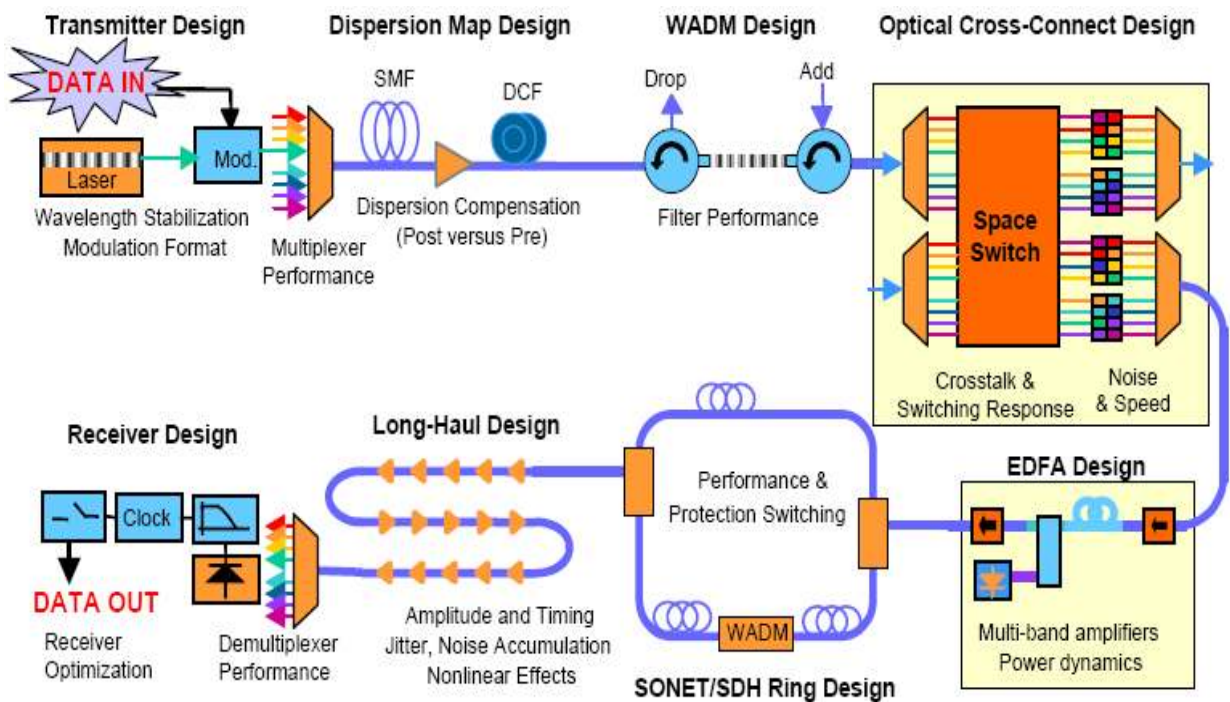 Transmitter Design
Dispersion Map Design
WADM Design
Optical Cross-Connect Design
DATA IN
Laser
Mod.
Wavelength Stabilization
Modulation Format
Multiplexer
Performance
SMF
DCF
Dispersion Compensation
(Post versus Pre)
Drop
Add
Filter Performance
Space
Switch
Crosstalk &
Switching Response
Noise
& Speed
Receiver Design
Long-Haul Design
EDFA Design
Clock
DATA OUT
Receiver
Optimization
Demultiplexer
Performance
Amplitude and Timing
Jitter, Noise Accumulation
Nonlinear Effects
Performance &
Protection Switching
WADM
SONET/SDH Ring Design
Multi-band amplifiers
Power dynamics